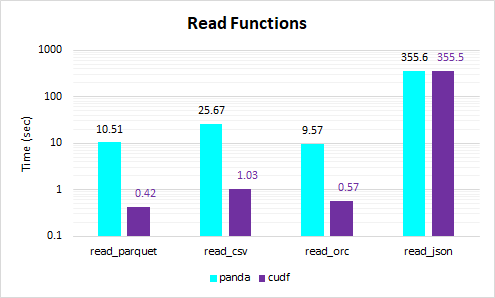 Read Functions
1000
100
10
1
0.1
Time (sec)
10.51
0.42
25.67
1.03
9.57
0.57
355.6
355.5
read_parquet
read_csv
read_orc
read_json
panda
cudf